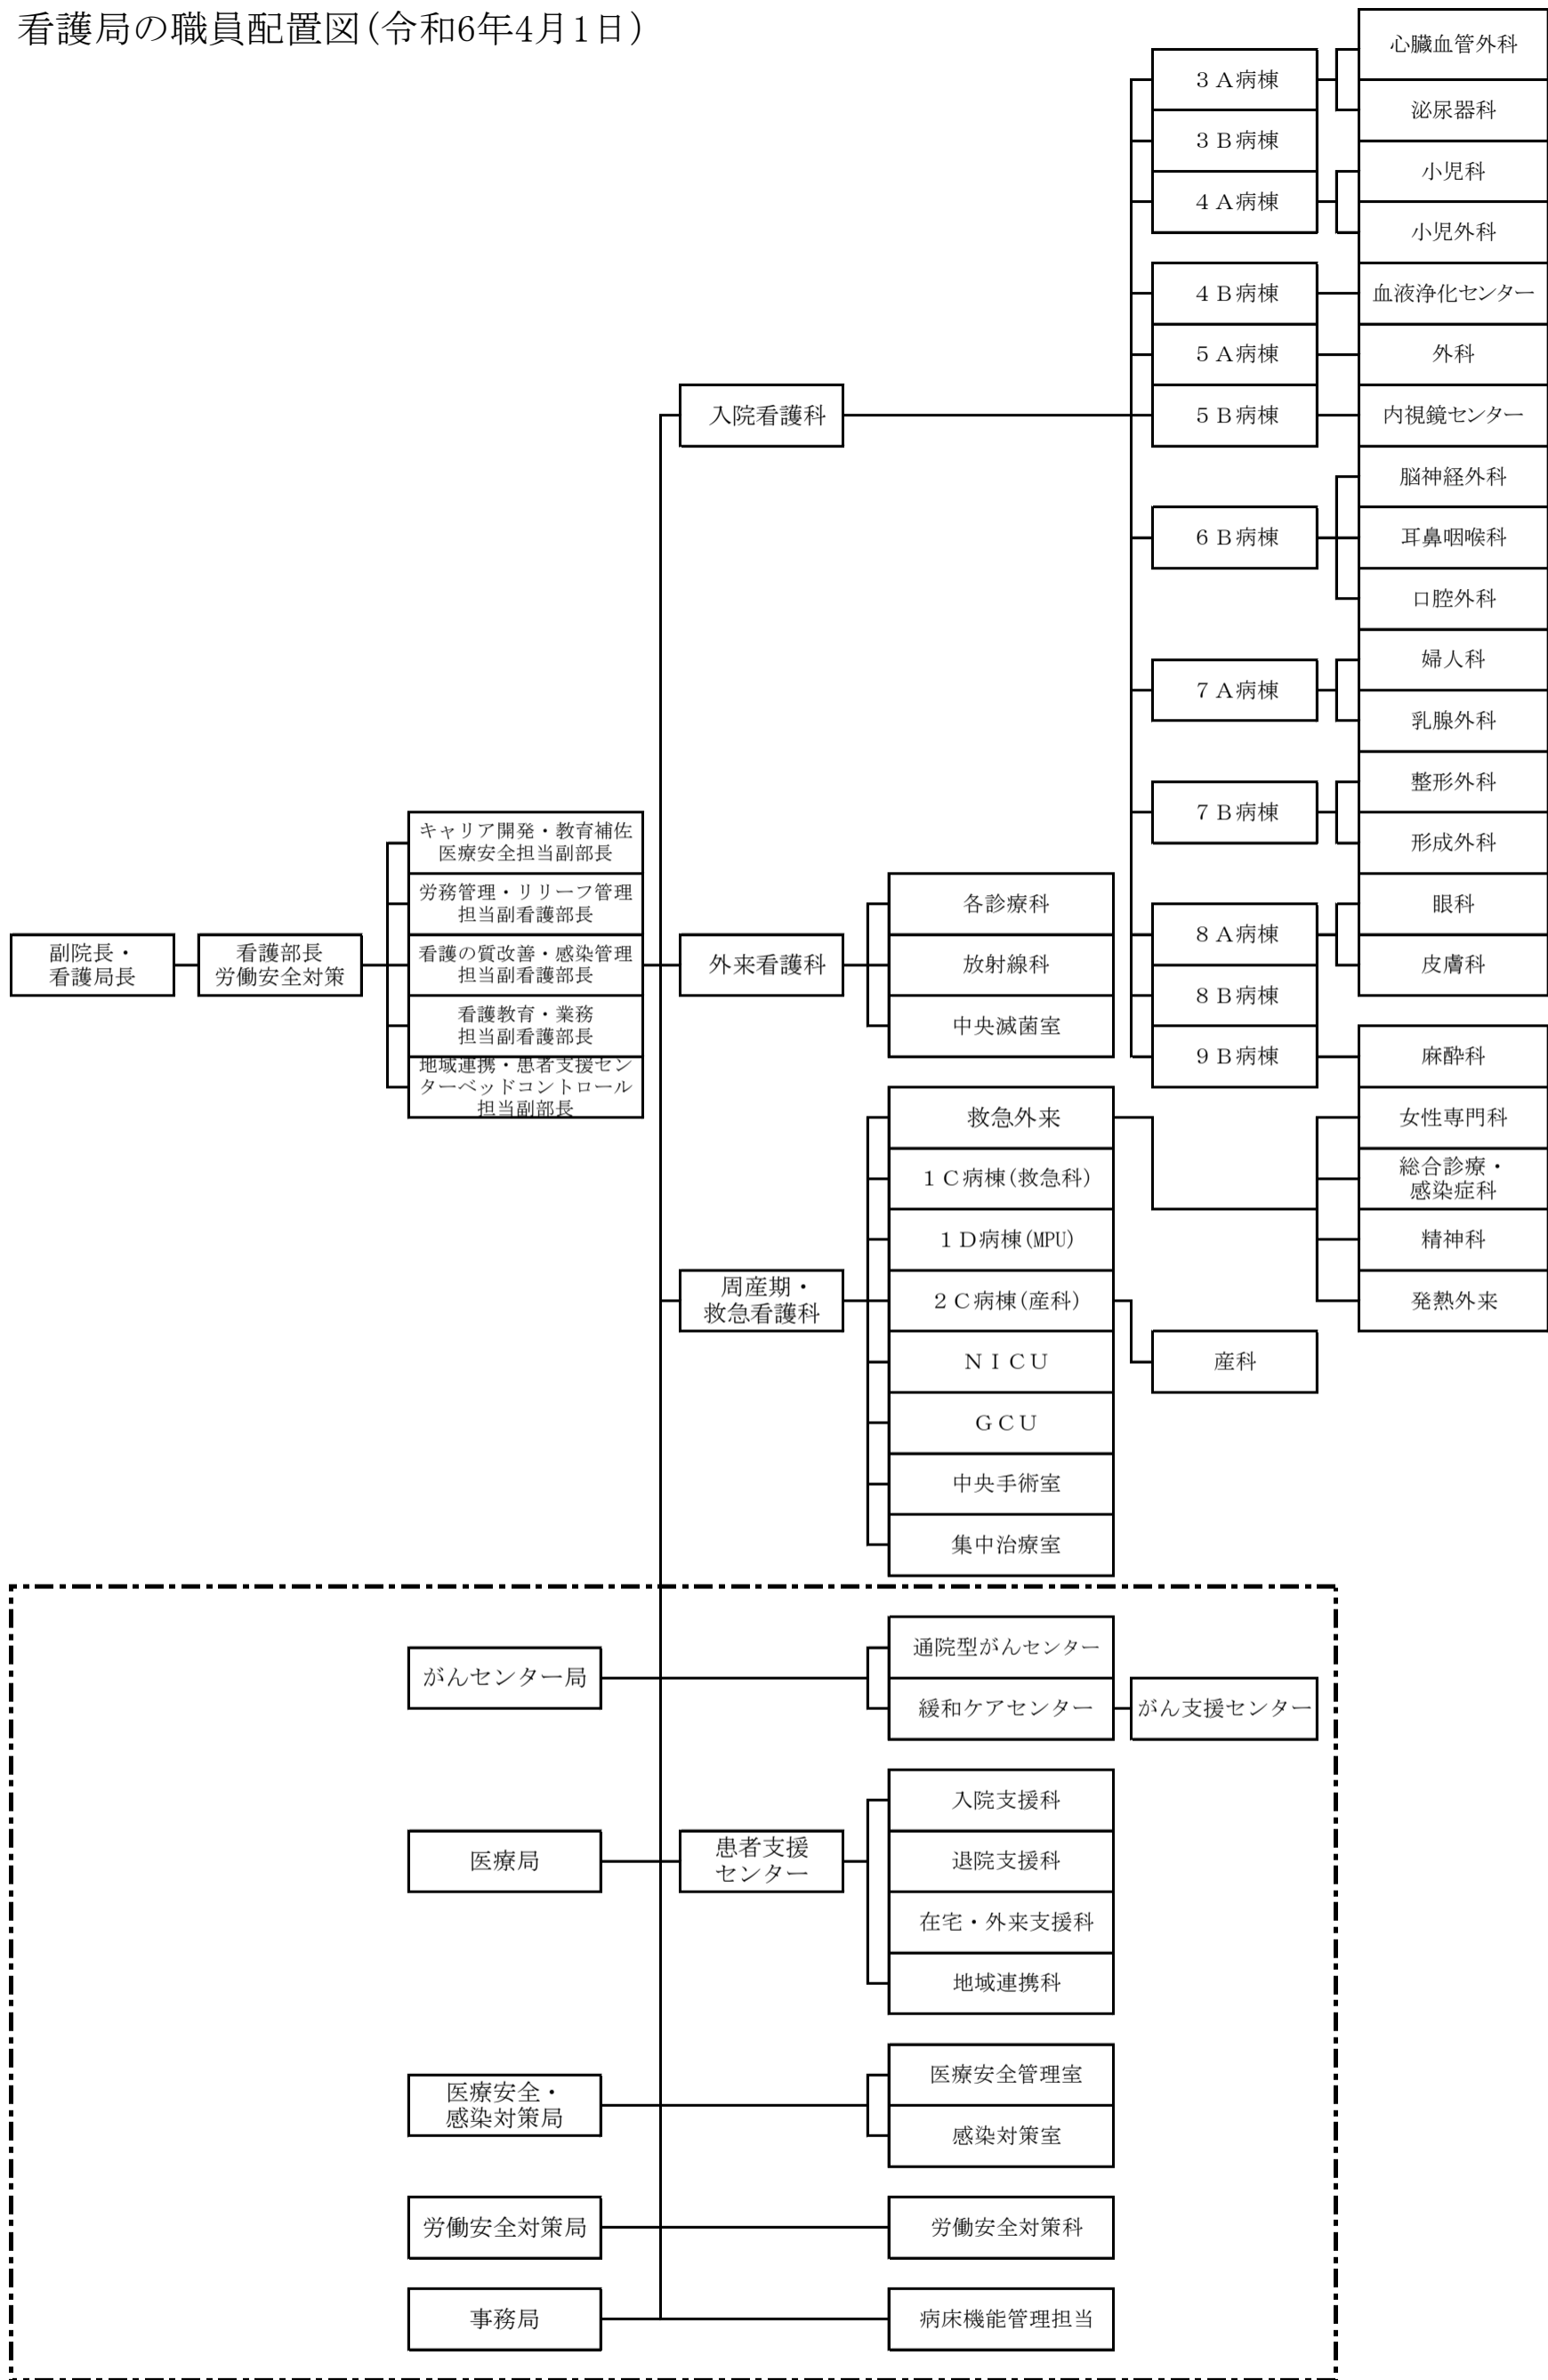 看護局の職員配置図(令和6年4月1日)
副院長・
看護局長
看護部長
労働安全対策
キャリア開発・教育補佐
医療安全担当副部長
労務管理・リリーフ管理
担当副看護部長
看護の質改善・感染管理
担当副看護部長
看護教育・業務
担当副看護部長
地域連携・患者支援セン
ターベッドコントロール
担当副部長
入院看護科
3A病棟
3B病棟
4A病棟
4B病棟
5A病棟
5B病棟
6B病棟
7A病棟
7B病棟
8A病棟
8B病棟
9B病棟
心臓血管外科
泌尿器科
小児科
小児外科
血液浄化センター
外科
内視鏡センター
脳神経外科
耳鼻咽喉科
口腔外科
婦人科
乳腺外科
整形外科
形成外科
眼科
皮膚科
麻酔科
外来看護科
各診療科
放射線科
中央滅菌室
周産期・
救急看護科
救急外来
1C病棟(救急科)
1D病棟(MPU)
2C病棟(産科)
NICU
GCU
中央手術室
集中治療室
女性専門科
総合診療・
感染症科
精神科
発熱外来
産科
がんセンター局
通院型がんセンター
緩和ケアセンター
がん支援センター
医療局
患者支援
センター
入院支援科
退院支援科
在宅・外来支援科
地域連携科
医療安全・
感染対策局
医療安全管理室
感染対策室
労働安全対策局
労働安全対策科
事務局
病床機能管理担当